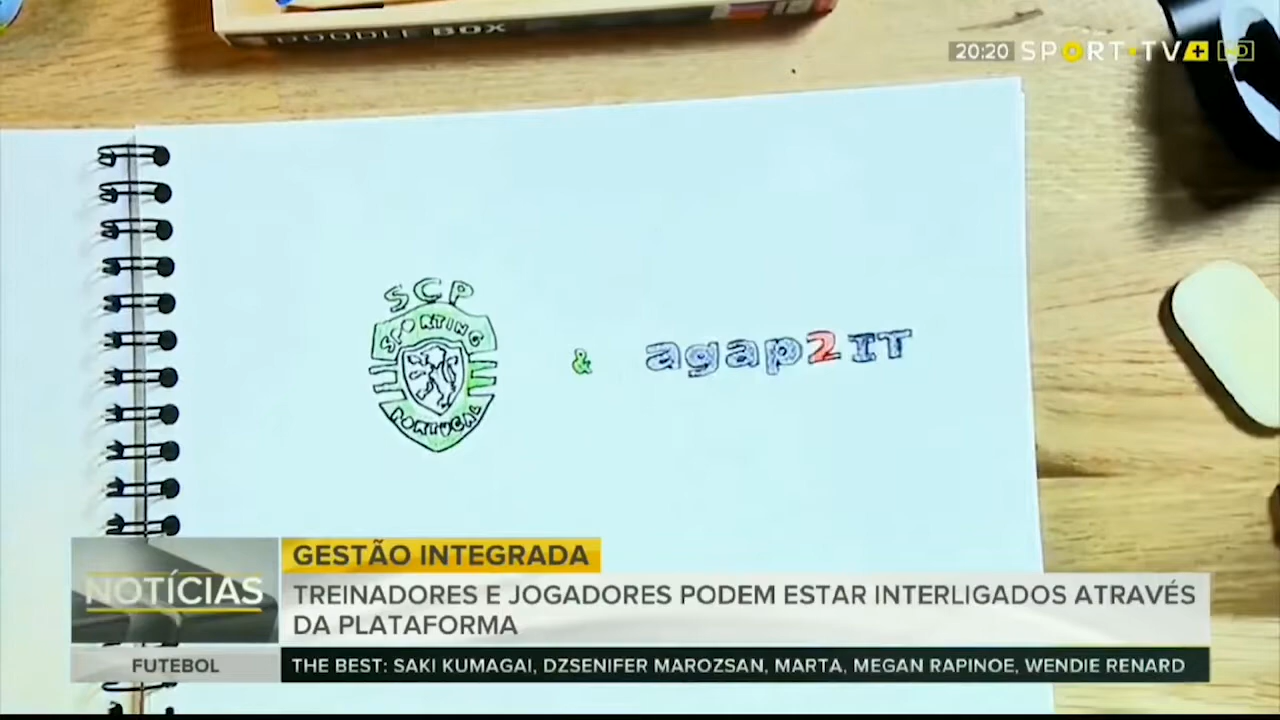 DOODLE BOX
20:20 SPORT•TV+ HD
SCP
SPORTING
PORTUGAL
& agap2IT
GESTÃO INTEGRADA
NOTÍCIAS
TREINADORES E JOGADORES PODEM ESTAR INTERLIGADOS ATRAVÉS
DA PLATAFORMA
FUTEBOL
THE BEST: SAKI KUMAGAI, DZSENIFER MAROZSAN, MARTA, MEGAN RAPINOE, WENDIE RENARD